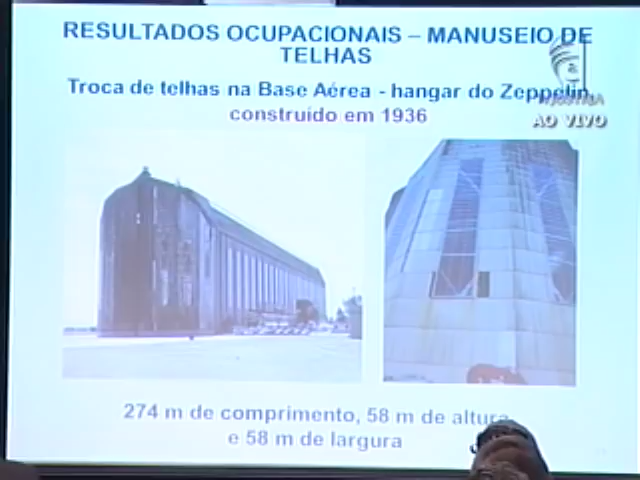 RESULTADOS OCUPACIONAIS – MANUSEIO DE
TELHAS
Troca de telhas na Base Aérea - hangar do Zeppelin,
construído em 1936
AO VIVO
274 m de comprimento, 58 m de altura
e 58 m de largura